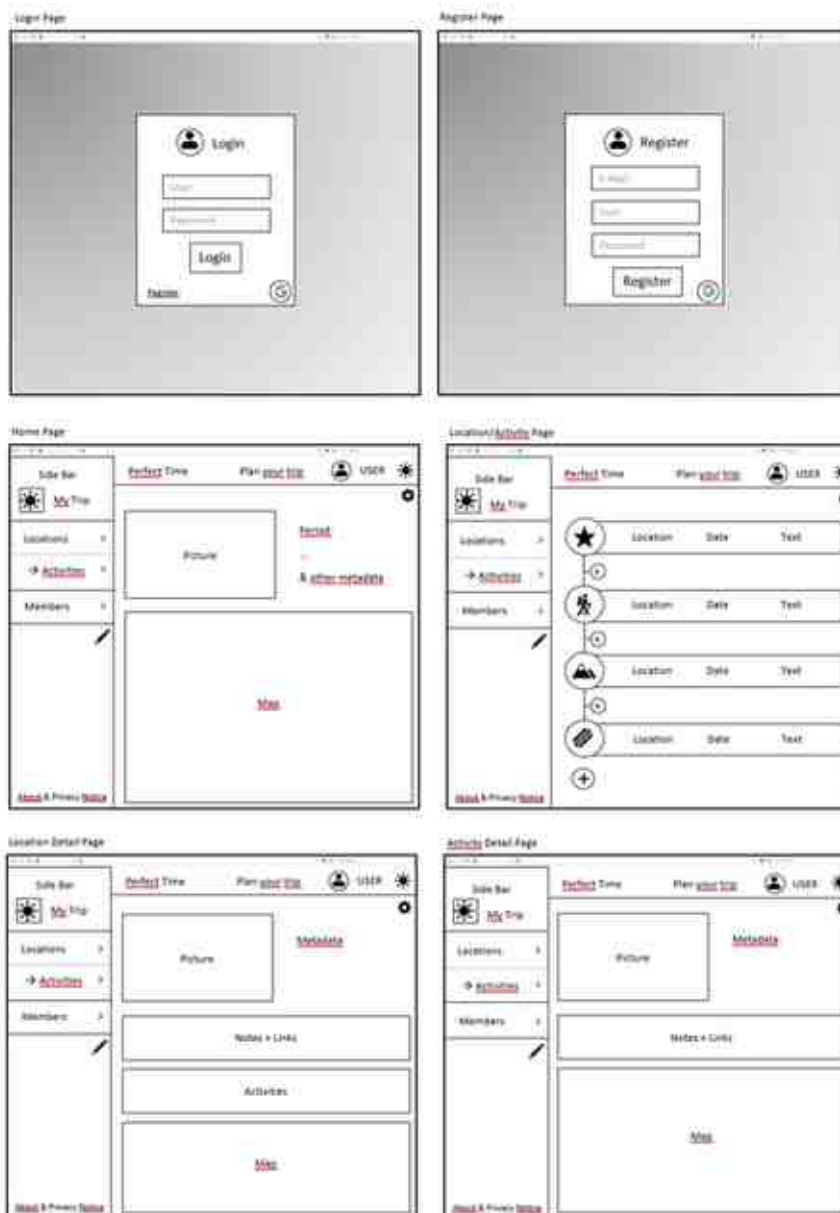 Login Page
Login
User
Password
Login
Register Page
Register
E-Mail
User
Password
Register
Home Page
Side Bar
My Trip
Locations
→ Activities
Members
About & Privacy Notice
Perfect Time
Plan your trip
USER
Picture
Period
...
& other metadata
Map
Location/Activity Page
Side Bar
My Trip
Locations
→ Activities
Members
About & Privacy Notice
Perfect Time
Plan your trip
USER
Location Date Text
Location Date Text
Location Date Text
Location Date Text
Location Detail Page
Side Bar
My Trip
Locations
→ Activities
Members
About & Privacy Notice
Perfect Time
Plan your trip
USER
Picture
Metadata
Notes + Links
Activities
Map
Activity Detail Page
Side Bar
My Trip
Locations
→ Activities
Members
About & Privacy Notice
Perfect Time
Plan your trip
USER
Picture
Metadata
Notes + Links
Map